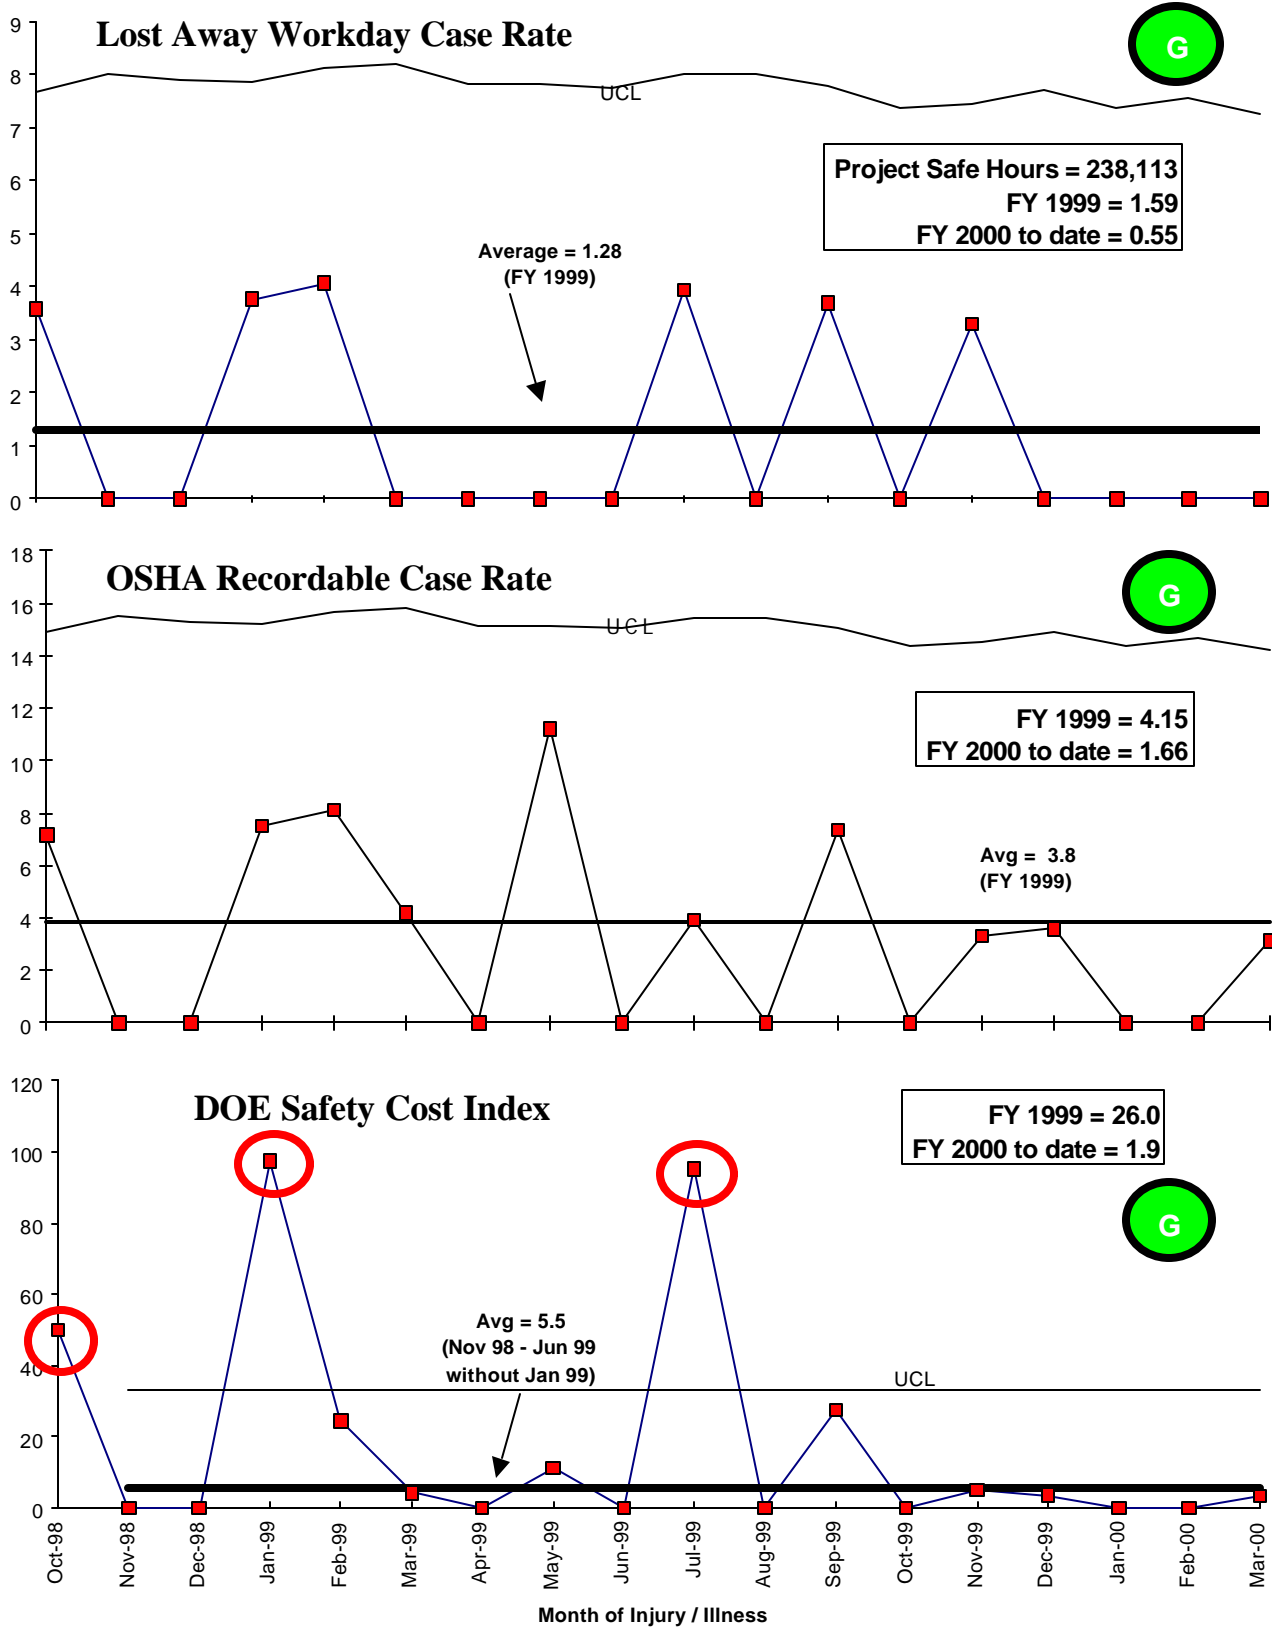 Lost Away Workday Case Rate
G
9
8
7
6
5
4
3
2
1
0
UCL
Project Safe Hours = 238,113
FY 1999 = 1.59
FY 2000 to date = 0.55
Average = 1.28
(FY 1999)
OSHA Recordable Case Rate
G
18
16
14
12
10
8
6
4
2
0
UCL
FY 1999 = 4.15
FY 2000 to date = 1.66
Avg = 3.8
(FY 1999)
DOE Safety Cost Index
120
100
80
60
40
20
0
FY 1999 = 26.0
FY 2000 to date = 1.9
G
Avg = 5.5
(Nov 98 - Jun 99
without Jan 99)
UCL
Oct-98
Nov-98
Dec-98
Jan-99
Feb-99
Mar-99
Apr-99
May-99
Jun-99
Jul-99
Aug-99
Sep-99
Oct-99
Nov-99
Dec-99
Jan-00
Feb-00
Mar-00
Month of Injury / Illness